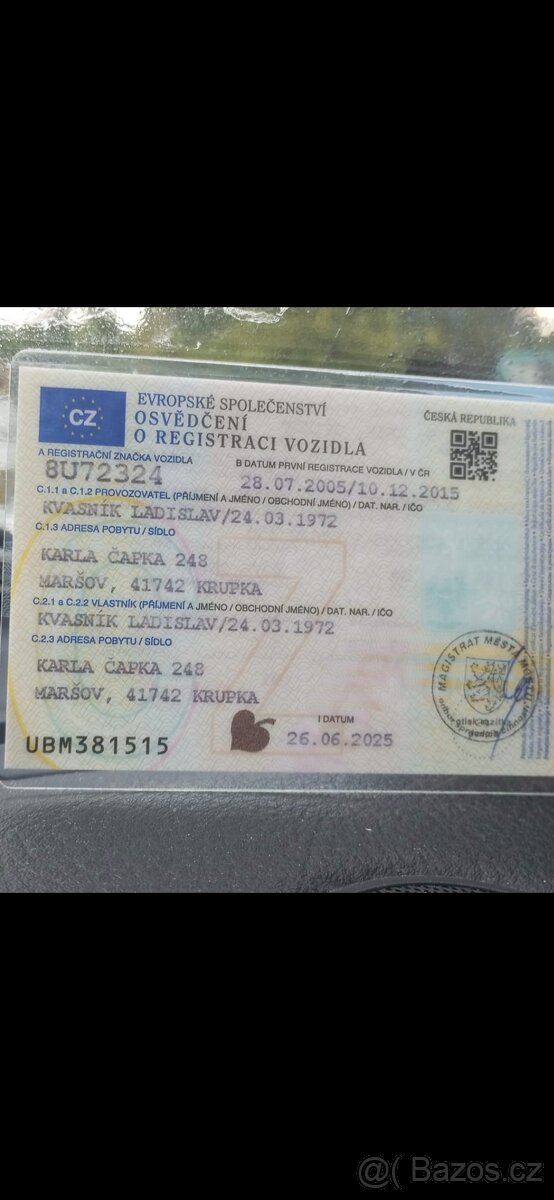 CZ
EVROPSKÉ SPOLEČENSTVÍ
OSVĚDČENÍ
O REGISTRACI VOZIDLA
ČESKÁ REPUBLIKA
A REGISTRAČNÍ ZNAČKA VOZIDLA
8U72324
B DATUM PRVNÍ REGISTRACE VOZIDLA / V ČR
28.07.2005/10.12.2015
C.1.1 a C.1.2 PROVOZOVATEL (PŘÍJMENÍ A JMÉNO / OBCHODNÍ JMÉNO) / DAT. NAR. / IČO
KVASNÍK LADISLAV/24.03.1972
C.1.3 ADRESA POBYTU / SÍDLO
KARLA ČAPKA 248
MARŠOV, 41742 KRUPKA
C.2.1 a C.2.2 VLASTNÍK (PŘÍJMENÍ A JMÉNO / OBCHODNÍ JMÉNO) / DAT. NAR. / IČO
KVASNÍK LADISLAV/24.03.1972
C.2.3 ADRESA POBYTU / SÍDLO
KARLA ČAPKA 248
MARŠOV, 41742 KRUPKA
MAGISTRÁT MĚSTA
otisk razítka
podpis
I DATUM
26.06.2025
UBM381515
@( Bazos.cz